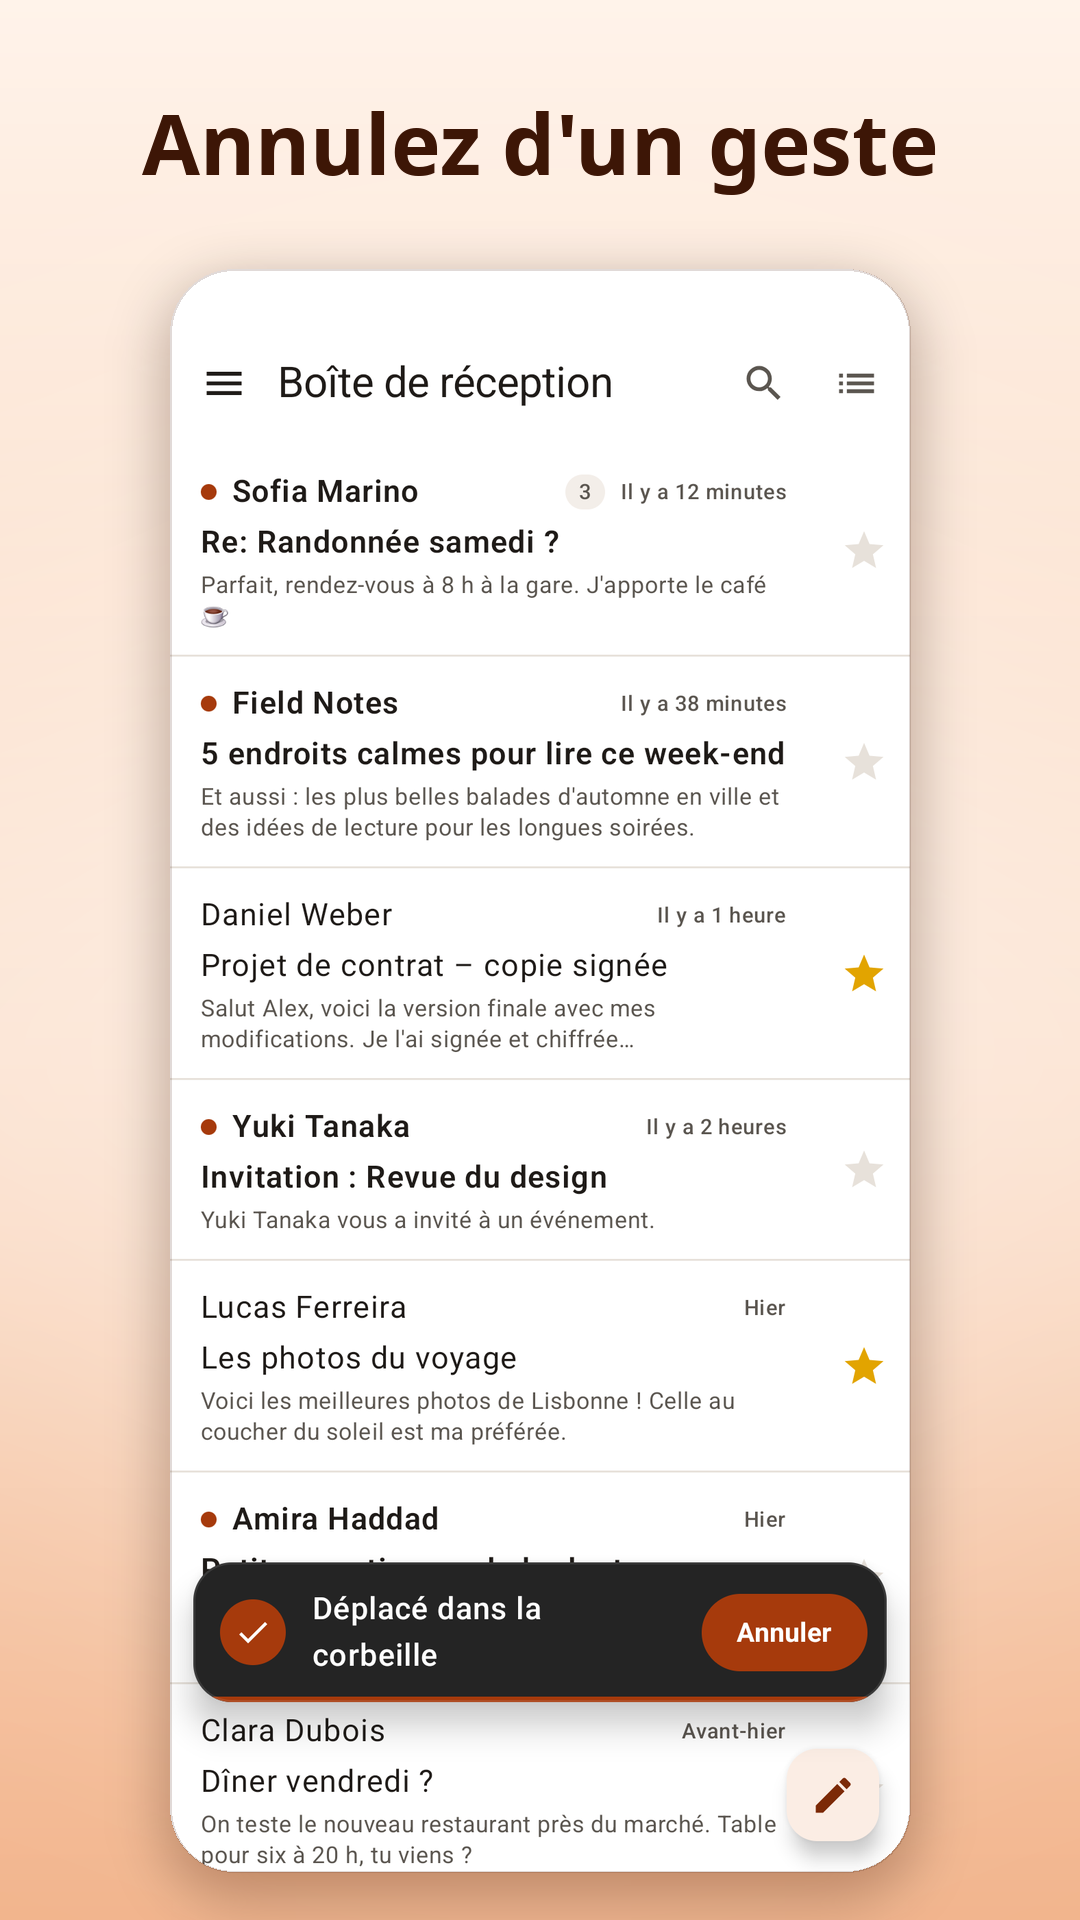 Annulez d'un geste
Boîte de réception
Sofia Marino 3 Il y a 12 minutes
Re: Randonnée samedi ?
Parfait, rendez-vous à 8 h à la gare. J'apporte le café
☕
Field Notes Il y a 38 minutes
5 endroits calmes pour lire ce week-end
Et aussi : les plus belles balades d'automne en ville et
des idées de lecture pour les longues soirées.
Daniel Weber Il y a 1 heure
Projet de contrat – copie signée
Salut Alex, voici la version finale avec mes
modifications. Je l'ai signée et chiffrée…
Yuki Tanaka Il y a 2 heures
Invitation : Revue du design
Yuki Tanaka vous a invité à un événement.
Lucas Ferreira Hier
Les photos du voyage
Voici les meilleures photos de Lisbonne ! Celle au
coucher du soleil est ma préférée.
Amira Haddad Hier
Déplacé dans la
corbeille
Annuler
Clara Dubois Avant-hier
Dîner vendredi ?
On teste le nouveau restaurant près du marché. Table
pour six à 20 h, tu viens ?